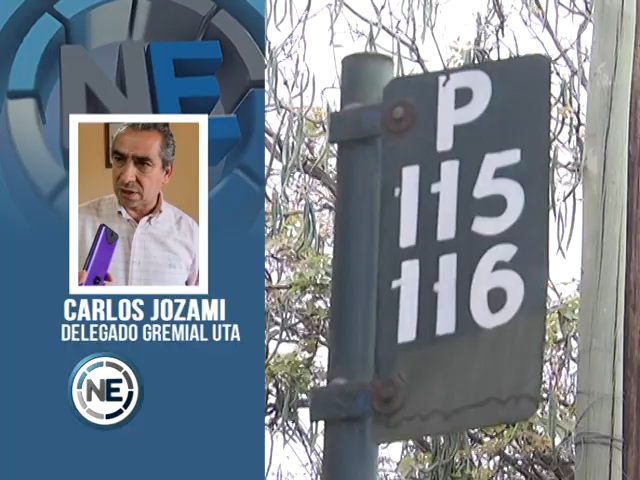 NE
CARLOS JOZAMI
DELEGADO GREMIAL UTA
NE
P
115
116